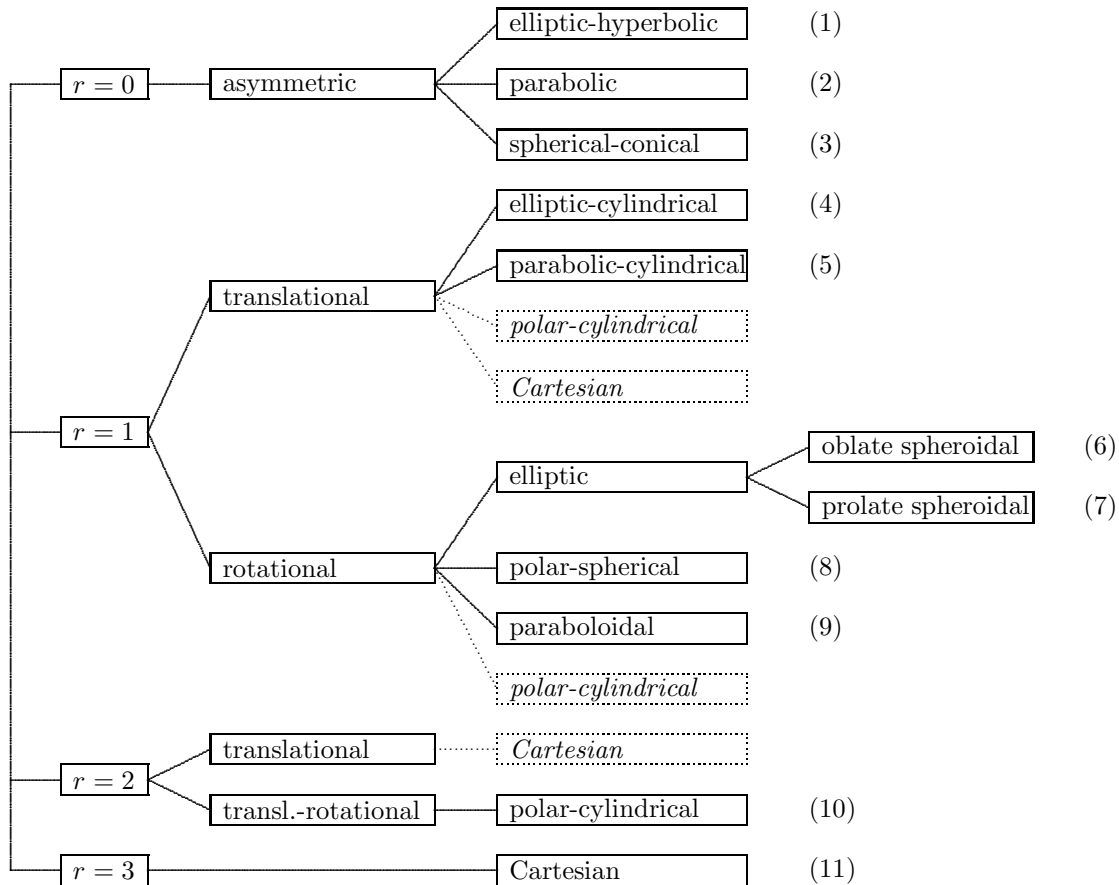 elliptic-hyperbolic (1)
r = 0 asymmetric parabolic (2)
spherical-conical (3)
elliptic-cylindrical (4)
parabolic-cylindrical (5)
translational
polar-cylindrical
Cartesian
r = 1
oblate spheroidal (6)
elliptic
prolate spheroidal (7)
rotational polar-spherical (8)
paraboloidal (9)
polar-cylindrical
translational Cartesian
r = 2
transl.-rotational polar-cylindrical (10)
r = 3 Cartesian (11)